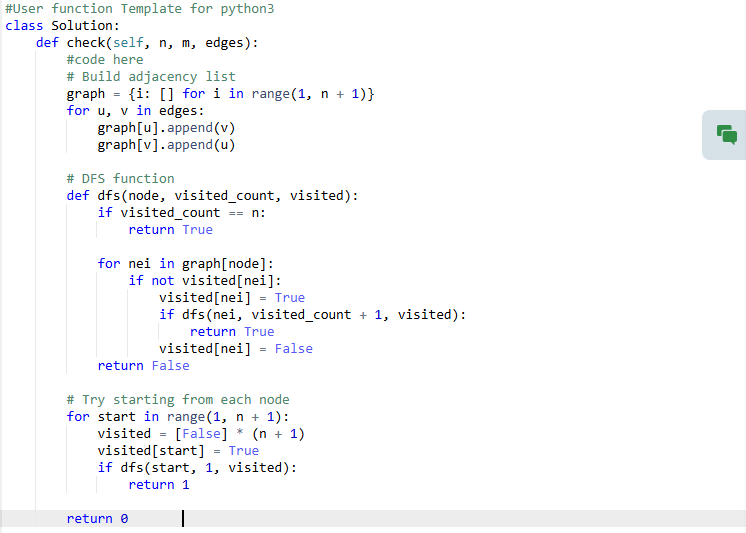 #User function Template for python3
class Solution:
    def check(self, n, m, edges):
        #code here
        # Build adjacency list
        graph = {i: [] for i in range(1, n + 1)}
        for u, v in edges:
            graph[u].append(v)
            graph[v].append(u)

        # DFS function
        def dfs(node, visited_count, visited):
            if visited_count == n:
                return True

            for nei in graph[node]:
                if not visited[nei]:
                    visited[nei] = True
                    if dfs(nei, visited_count + 1, visited):
                        return True
                    visited[nei] = False
            return False

        # Try starting from each node
        for start in range(1, n + 1):
            visited = [False] * (n + 1)
            visited[start] = True
            if dfs(start, 1, visited):
                return 1

        return 0